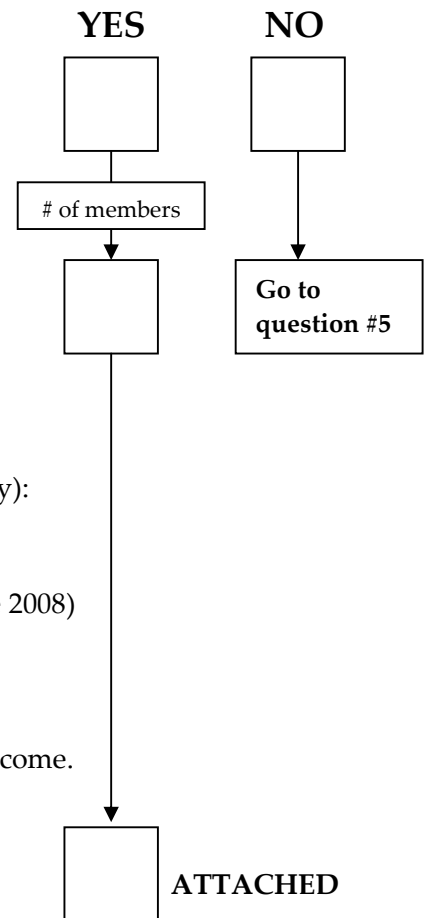 YES NO
# of members
Go to
question #5
y):
2008)
come.
ATTACHED